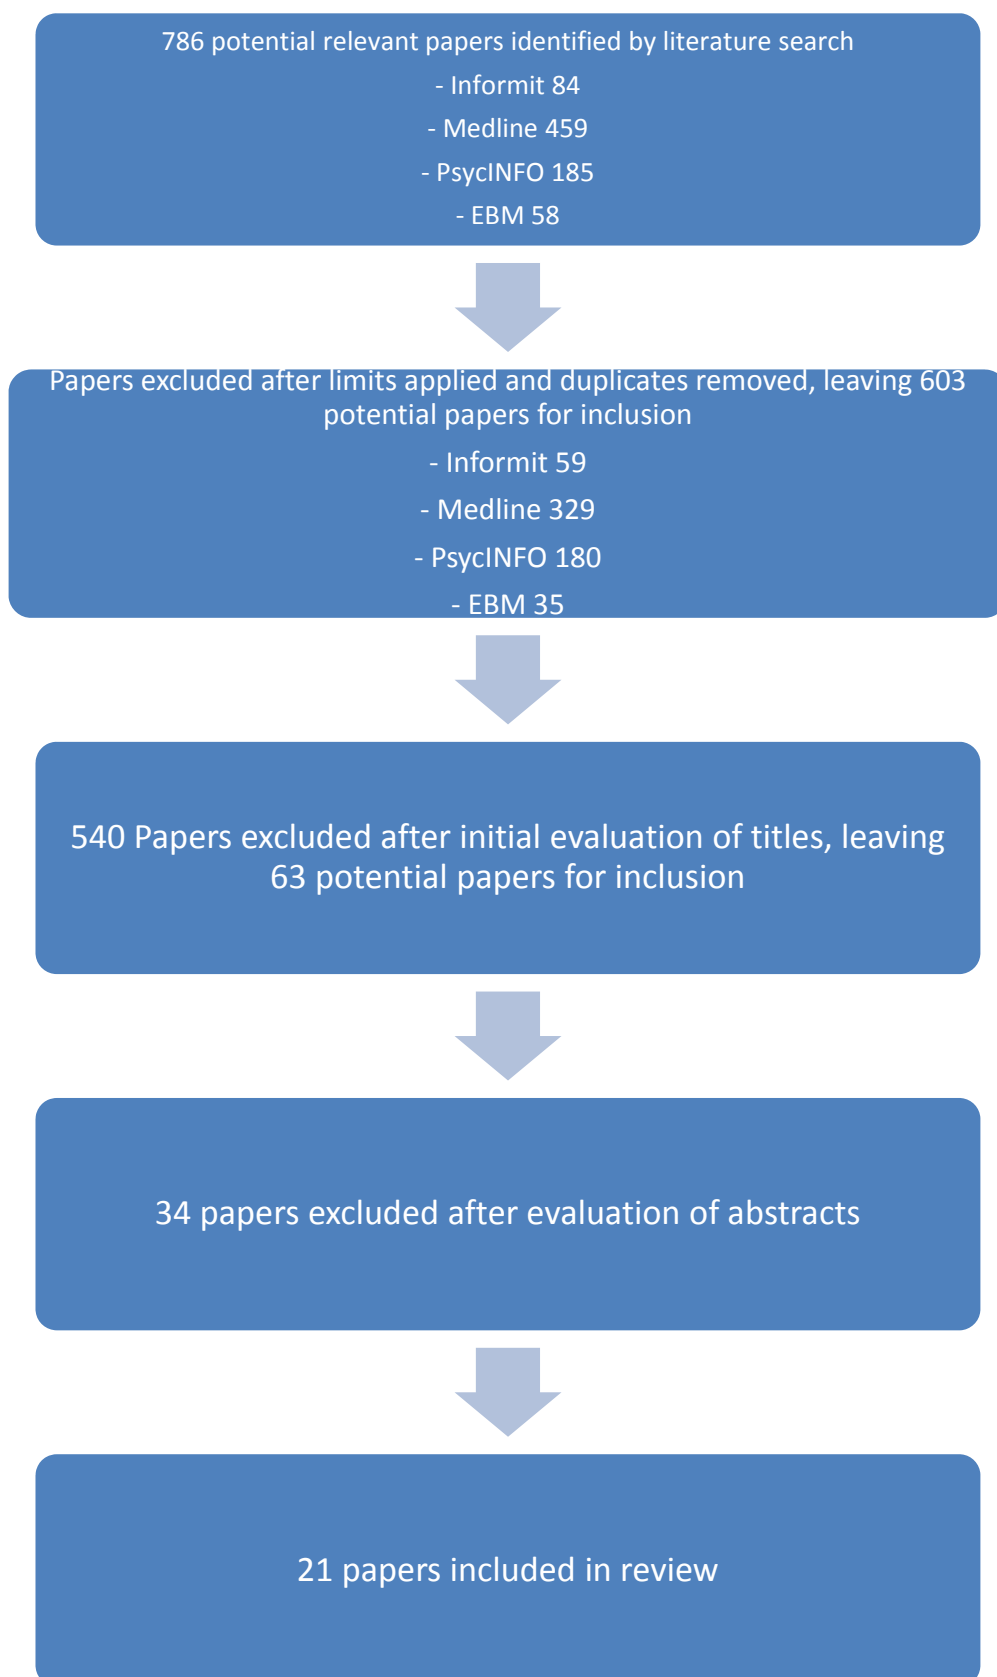 786 potential relevant papers identified by literature search
- Informit 84
- Medline 459
- PsycINFO 185
- EBM 58
Papers excluded after limits applied and duplicates removed, leaving 603
potential papers for inclusion
- Informit 59
- Medline 329
- PsycINFO 180
- EBM 35
540 Papers excluded after initial evaluation of titles, leaving
63 potential papers for inclusion
34 papers excluded after evaluation of abstracts
21 papers included in review